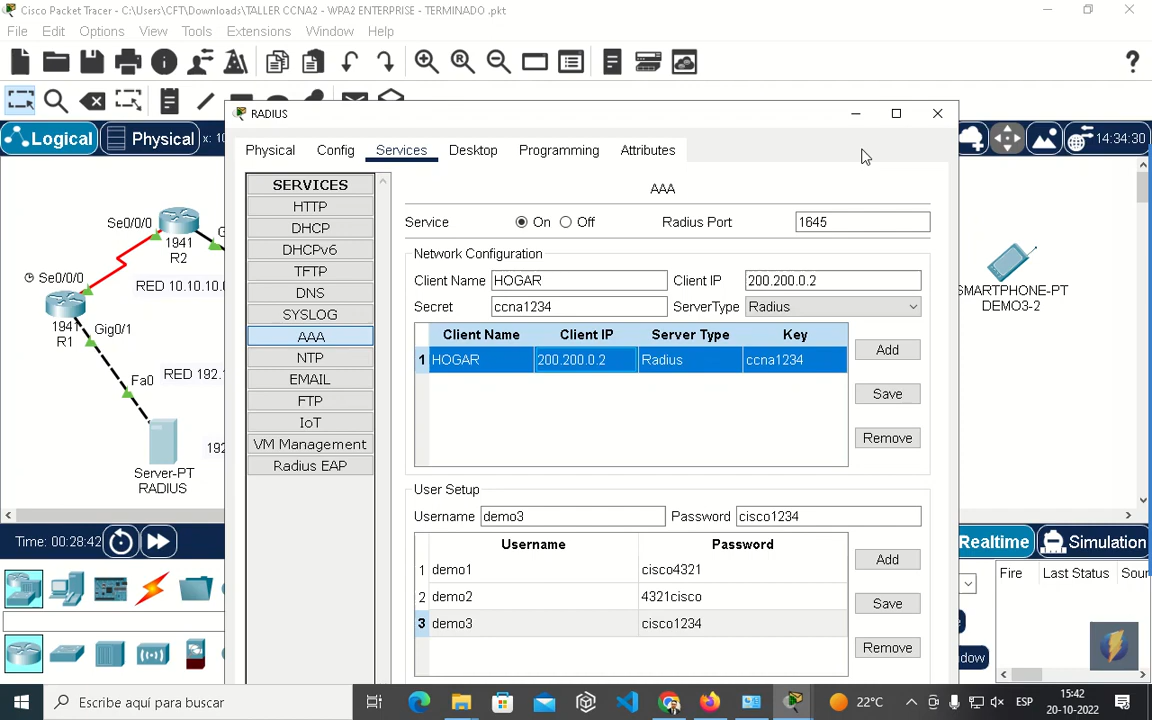 Cisco Packet Tracer - C:\Users\CFT\Downloads\TALLER CCNA2 - WPA2 ENTERPRISE - TERMINADO .pkt
File Edit Options View Tools Extensions Window Help
RADIUS
Logical Physical x: 10 14:34:30
Physical Config Services Desktop Programming Attributes
SERVICES
HTTP
DHCP
DHCPv6
TFTP
DNS
SYSLOG
AAA
NTP
EMAIL
FTP
IoT
VM Management
Radius EAP
AAA
Service On Off Radius Port 1645
Network Configuration
Client Name HOGAR Client IP 200.200.0.2
Secret ccna1234 ServerType Radius
Client Name Client IP Server Type Key
1 HOGAR 200.200.0.2 Radius ccna1234
Add
Save
Remove
User Setup
Username demo3 Password cisco1234
Username Password
1 demo1 cisco4321
2 demo2 4321cisco
3 demo3 cisco1234
Add
Save
Remove
Se0/0/0
1941
R2
RED 10.10.10.0
Se0/0/0
1941
R1
Gig0/1
Fa0
RED 192.
192
Server-PT
RADIUS
SMARTPHONE-PT
DEMO3-2
Time: 00:28:42
Realtime Simulation
Fire Last Status Sour
dow
Escribe aquí para buscar
22°C
ESP
15:42
20-10-2022